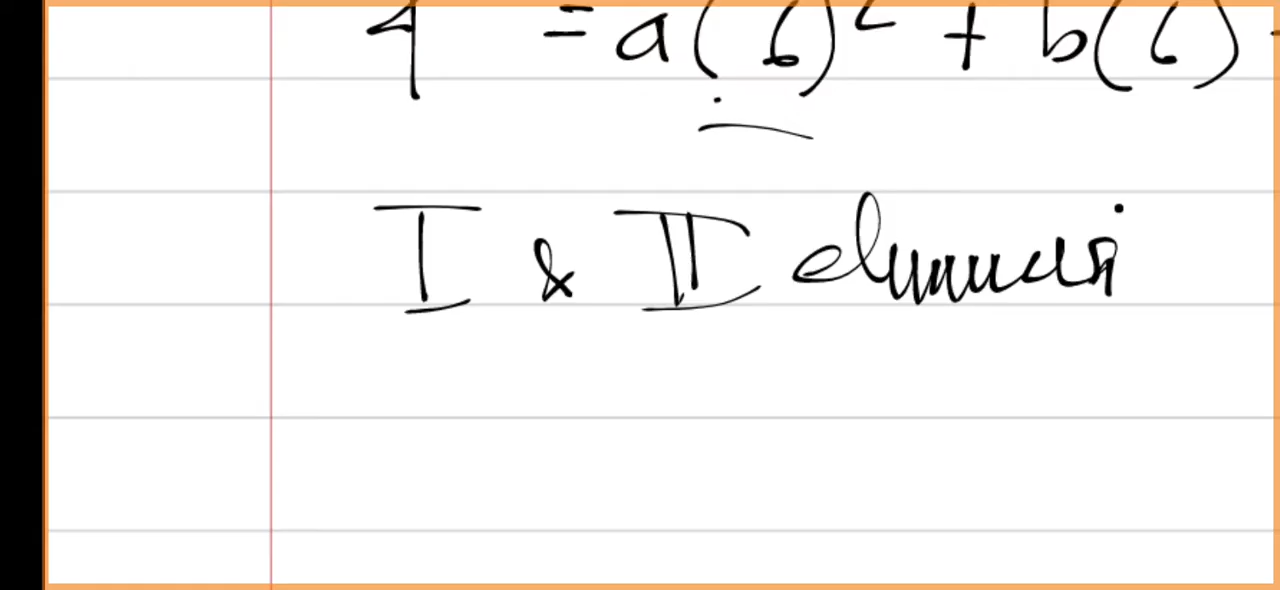 4 = a(6)² + b(6)
I & II